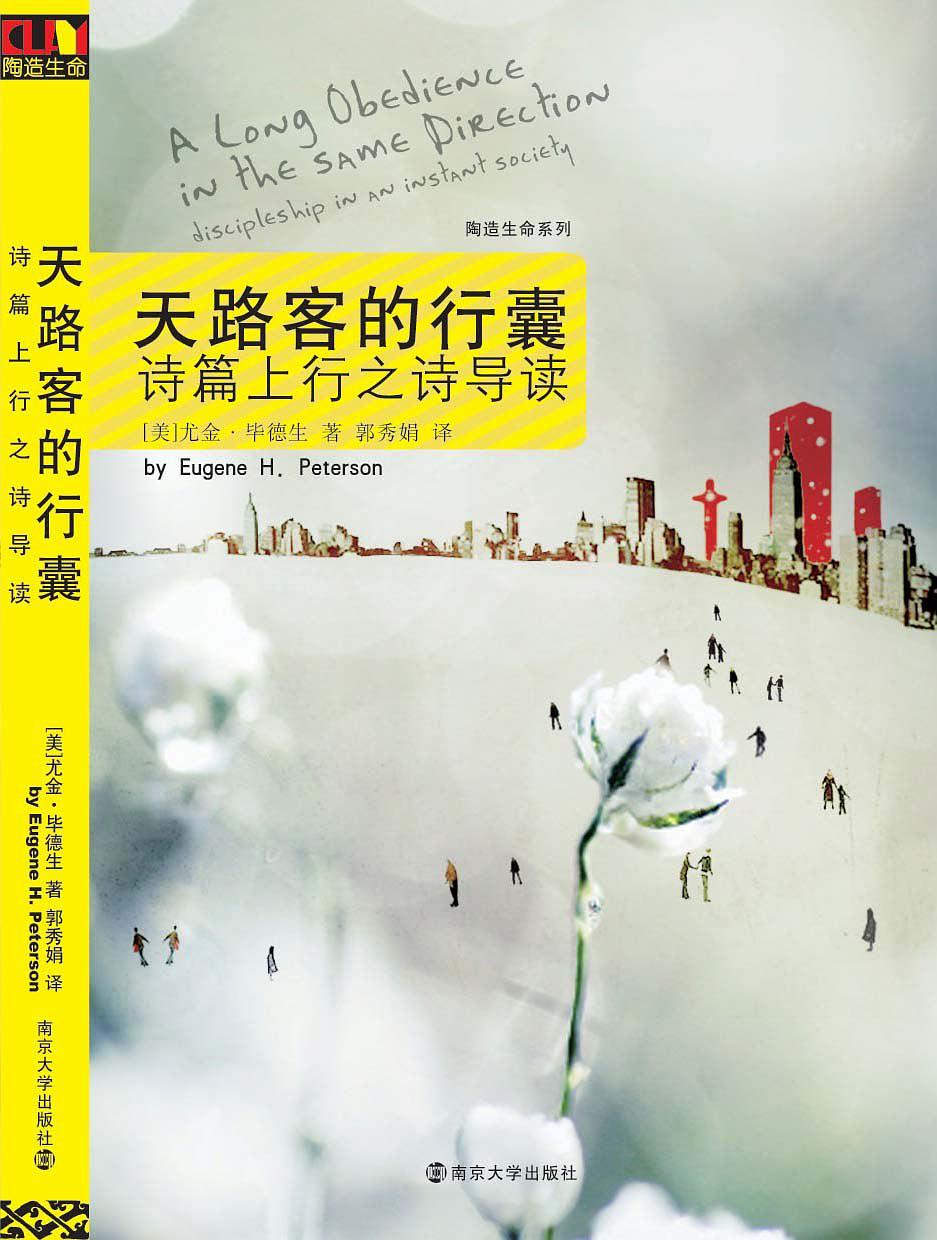 CLAY
陶造生命
天路客的行囊
诗篇上行之诗导读
[美]尤金·毕德生 著 郭秀娟 译
by Eugene H. Peterson
南京大学出版社
A Long Obedience
in the same Direction
discipleship in an instant society
陶造生命系列
天路客的行囊
诗篇上行之诗导读
[美]尤金·毕德生 著 郭秀娟 译
by Eugene H. Peterson
南京大学出版社